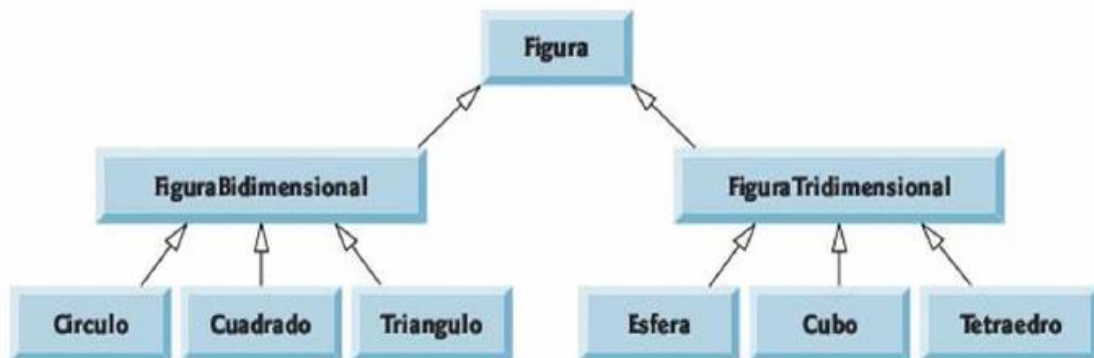 Figura
FiguraBidimensional
FiguraTridimensional
Circulo
Cuadrado
Triangulo
Esfera
Cubo
Tetraedro